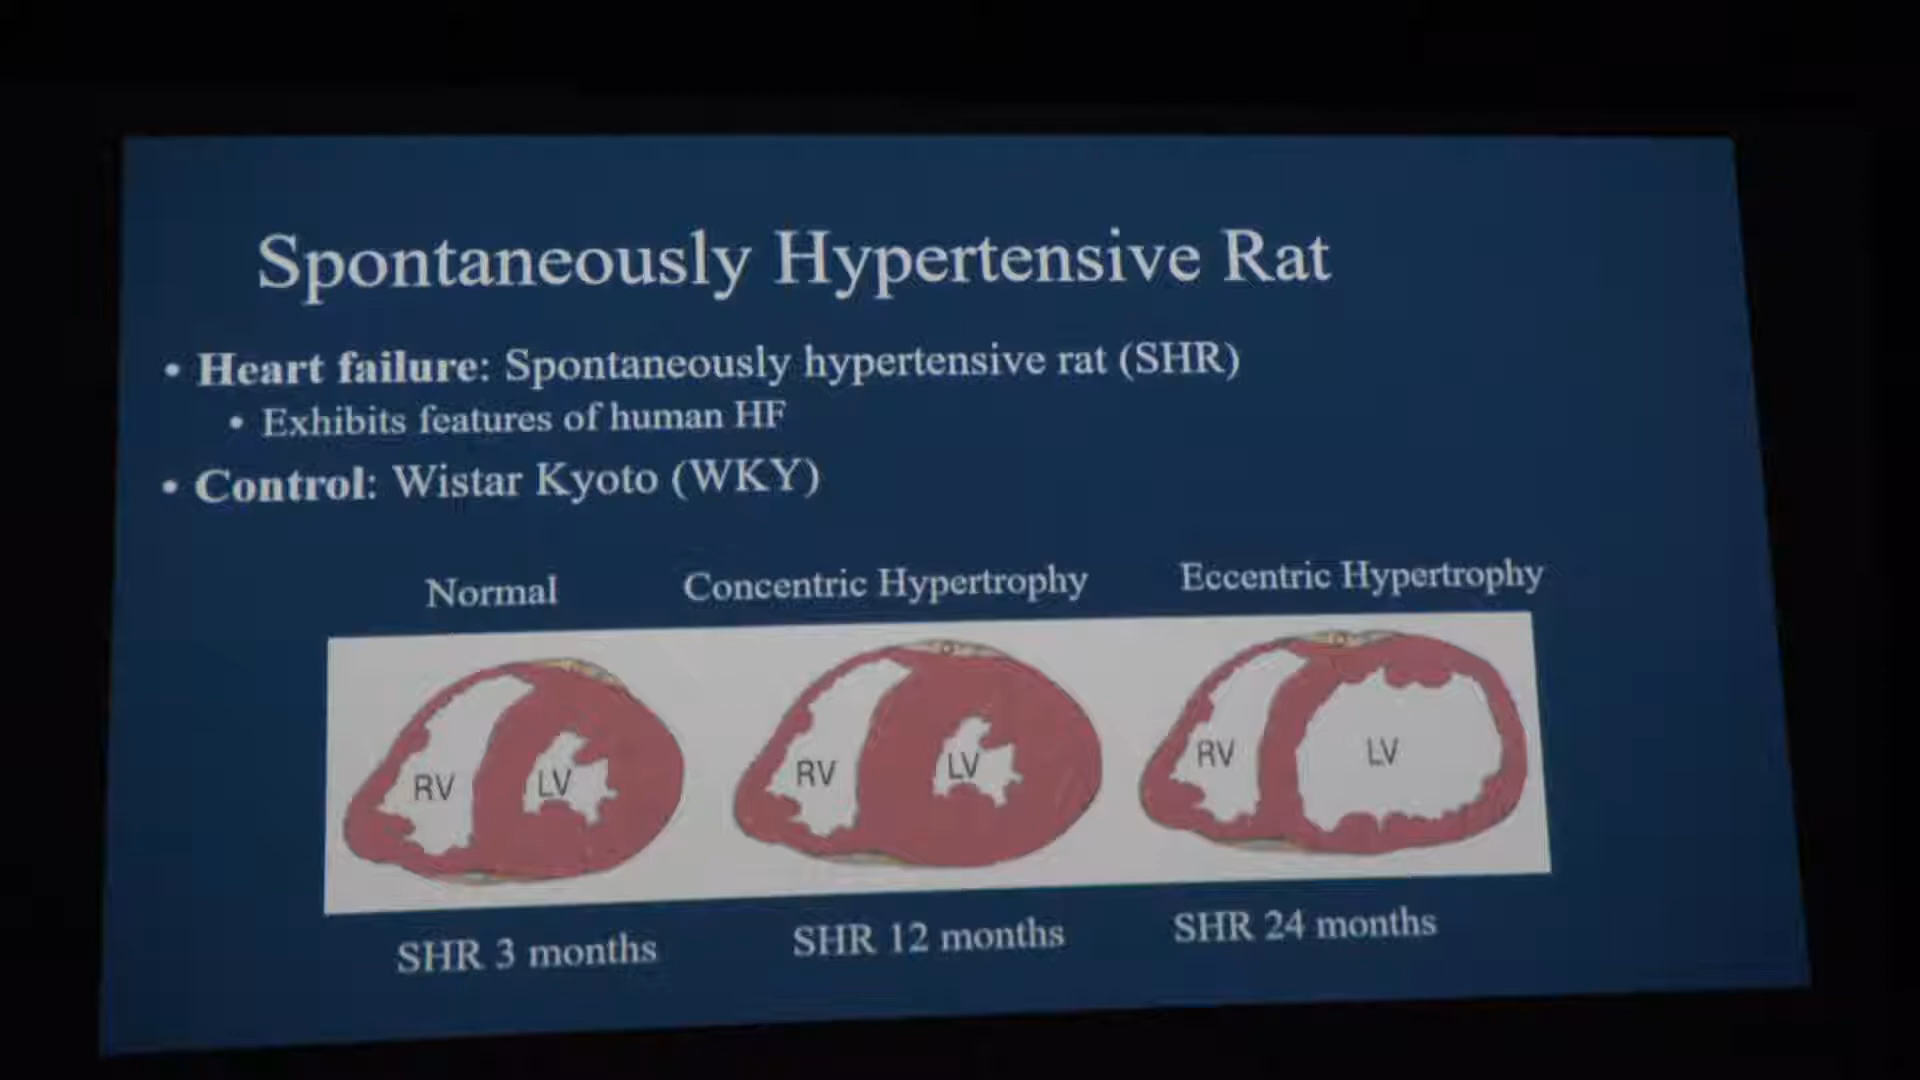 Spontaneously Hypertensive Rat
• Heart failure: Spontaneously hypertensive rat (SHR)
• Exhibits features of human HF
• Control: Wistar Kyoto (WKY)
Normal Concentric Hypertrophy Eccentric Hypertrophy
RV LV RV LV RV LV
SHR 3 months SHR 12 months SHR 24 months